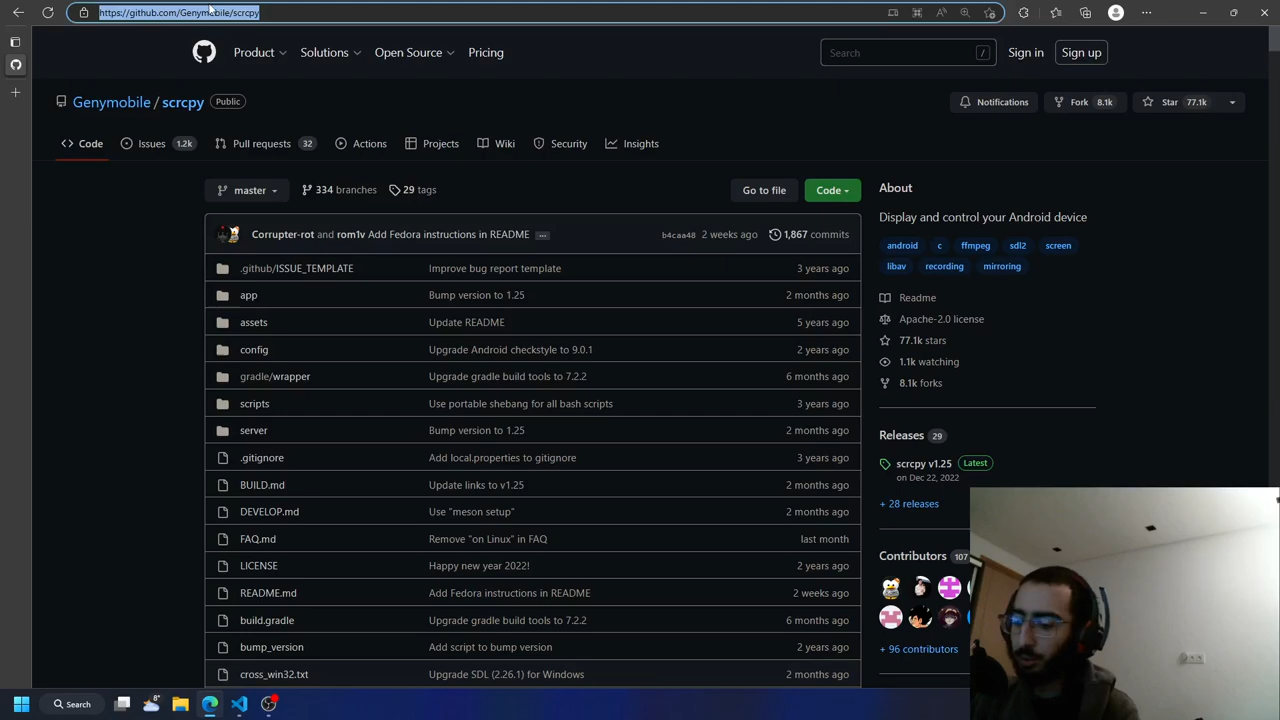 https://github.com/Genymobile/scrcpy
Product
Solutions
Open Source
Pricing
Search
/
Sign in
Sign up
Genymobile / scrcpy
Public
Notifications
Fork 8.1k
Star 77.1k
Code
Issues 1.2k
Pull requests 32
Actions
Projects
Wiki
Security
Insights
master
334 branches
29 tags
Go to file
Code
About
Display and control your Android device
android c ffmpeg sdl2 screen
libav recording mirroring
Corrupter-rot and rom1v Add Fedora instructions in README ... b4caa48 2 weeks ago 1,867 commits
.github/ISSUE_TEMPLATE Improve bug report template 3 years ago
app Bump version to 1.25 2 months ago
assets Update README 5 years ago
config Upgrade Android checkstyle to 9.0.1 2 years ago
gradle/wrapper Upgrade gradle build tools to 7.2.2 6 months ago
scripts Use portable shebang for all bash scripts 3 years ago
server Bump version to 1.25 2 months ago
.gitignore Add local.properties to gitignore 3 years ago
BUILD.md Update links to v1.25 2 months ago
DEVELOP.md Use "meson setup" 2 months ago
FAQ.md Remove "on Linux" in FAQ last month
LICENSE Happy new year 2022! 2 years ago
README.md Add Fedora instructions in README 2 weeks ago
build.gradle Upgrade gradle build tools to 7.2.2 6 months ago
bump_version Add script to bump version 2 years ago
cross_win32.txt Upgrade SDL (2.26.1) for Windows 2 months ago
Readme
Apache-2.0 license
77.1k stars
1.1k watching
8.1k forks
Releases 29
scrcpy v1.25 Latest
on Dec 22, 2022
+ 28 releases
Contributors 107
+ 96 contributors
Search
8°